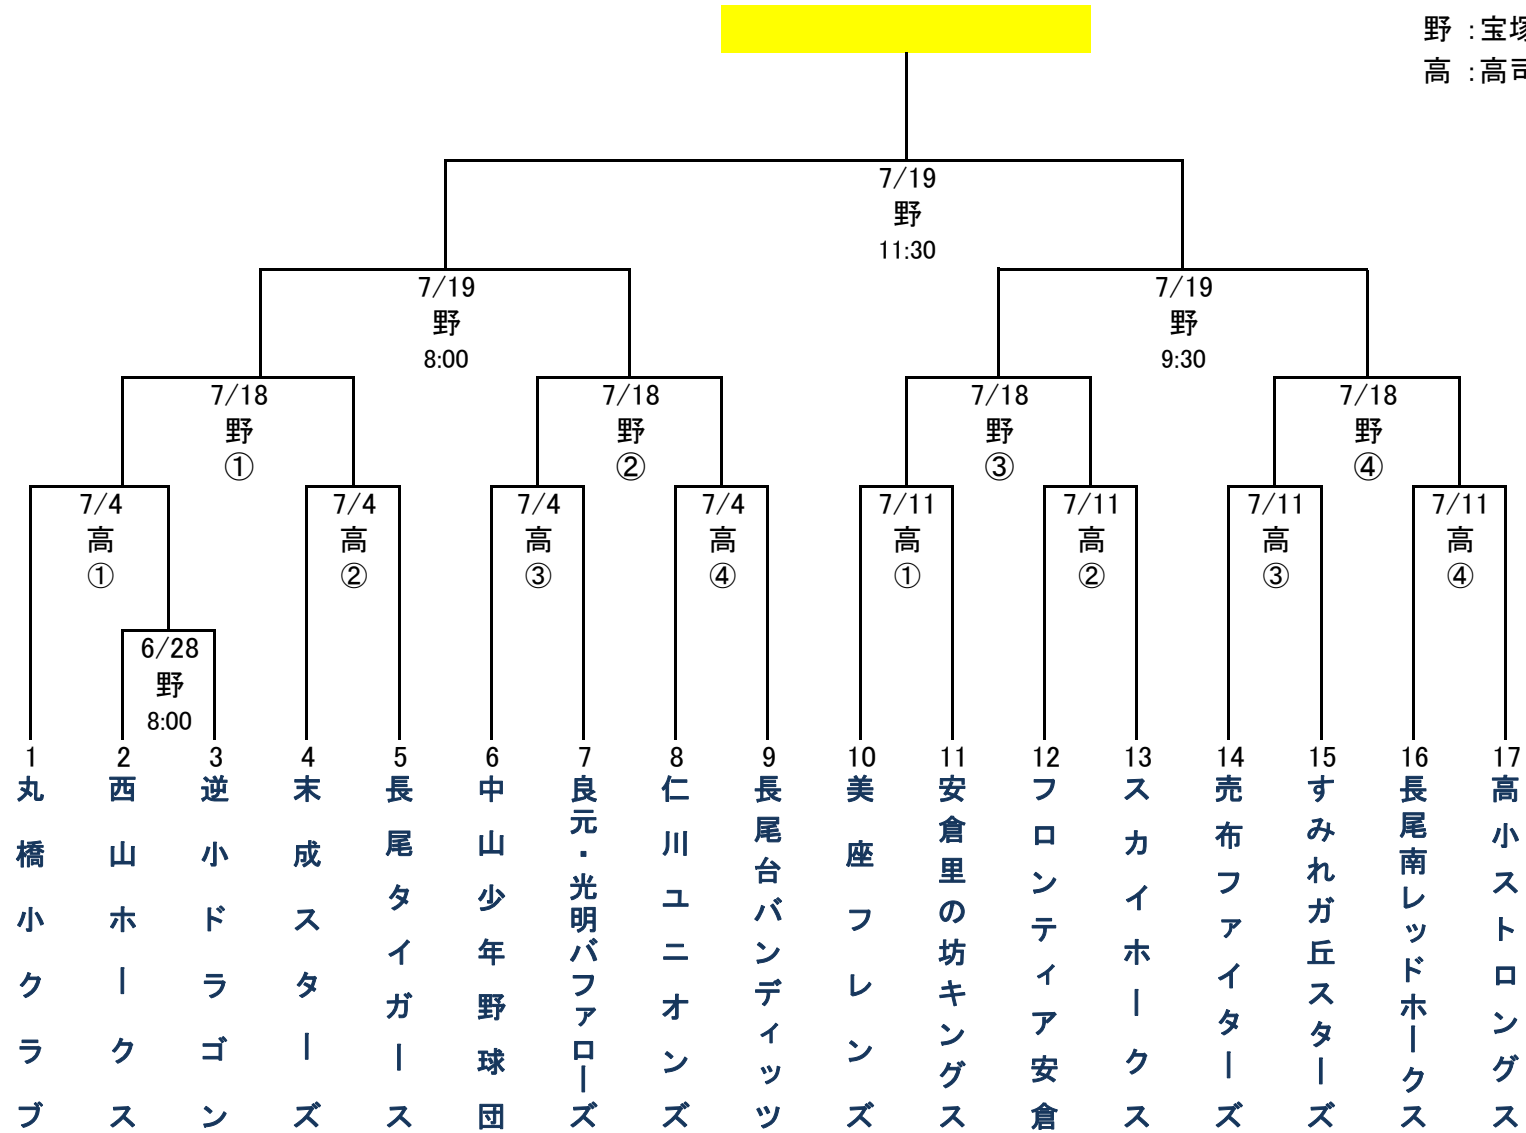 野：宝塚
高：高司
7/19
野
11:30
7/19
野
8:00
7/19
野
9:30
7/18
野
①
7/18
野
②
7/18
野
③
7/18
野
④
7/4
高
①
7/4
高
②
7/4
高
③
7/4
高
④
7/11
高
①
7/11
高
②
7/11
高
③
7/11
高
④
6/28
野
8:00
1
丸橋小クラブ
2
西山ホークス
3
逆小ドラゴン
4
末成スターズ
5
長尾タイガース
6
中山少年野球団
7
良元・光明バファローズ
8
仁川ユニオンズ
9
長尾台バンディッツ
10
美座フレンズ
11
安倉里の坊キングス
12
フロンティア安倉
13
スカイホークス
14
売布ファイターズ
15
すみれガ丘スターズ
16
長尾南レッドホークス
17
高小ストロングス